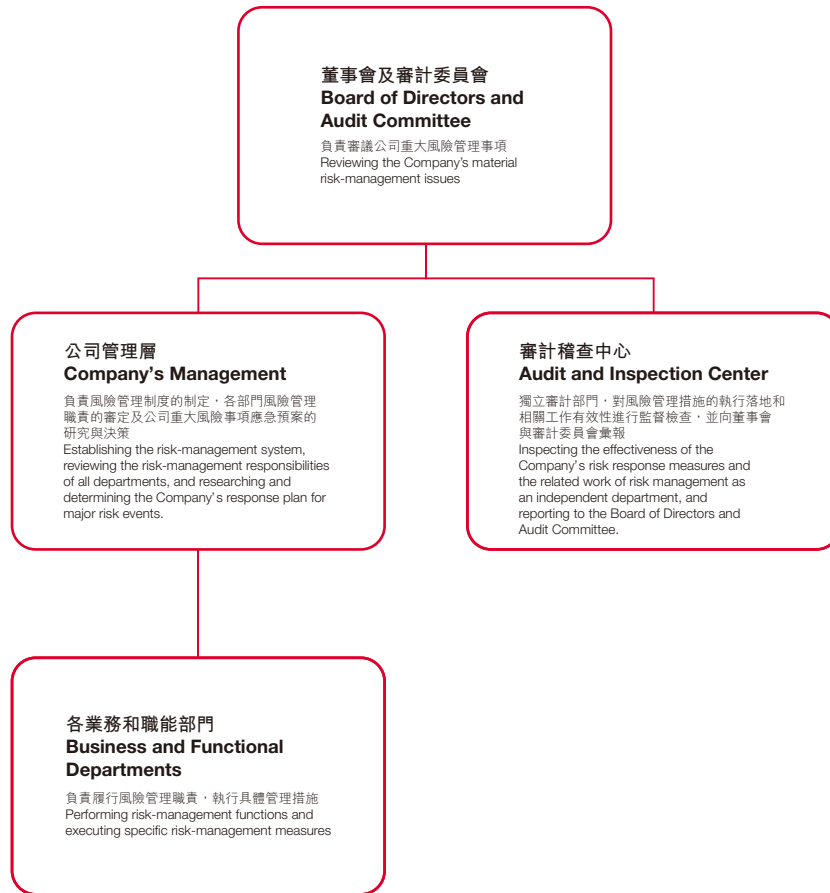 董事會及審計委員會
Board of Directors and
Audit Committee
負責審議公司重大風險管理事項
Reviewing the Company’s material
risk-management issues
公司管理層
Company’s Management
負責風險管理制度的制定，各部門風險管理
職責的審定及公司重大風險事項應急預案的
研究與決策
Establishing the risk-management system,
reviewing the risk-management responsibilities
of all departments, and researching and
determining the Company’s response plan for
major risk events.
審計稽查中心
Audit and Inspection Center
獨立審計部門，對風險管理措施的執行落地和
相關工作有效性進行監督檢查，並向董事會
與審計委員會彙報
Inspecting the effectiveness of the
Company’s risk response measures and
the related work of risk management as
an independent department, and
reporting to the Board of Directors and
Audit Committee.
各業務和職能部門
Business and Functional
Departments
負責履行風險管理職責，執行具體管理措施
Performing risk-management functions and
executing specific risk-management measures